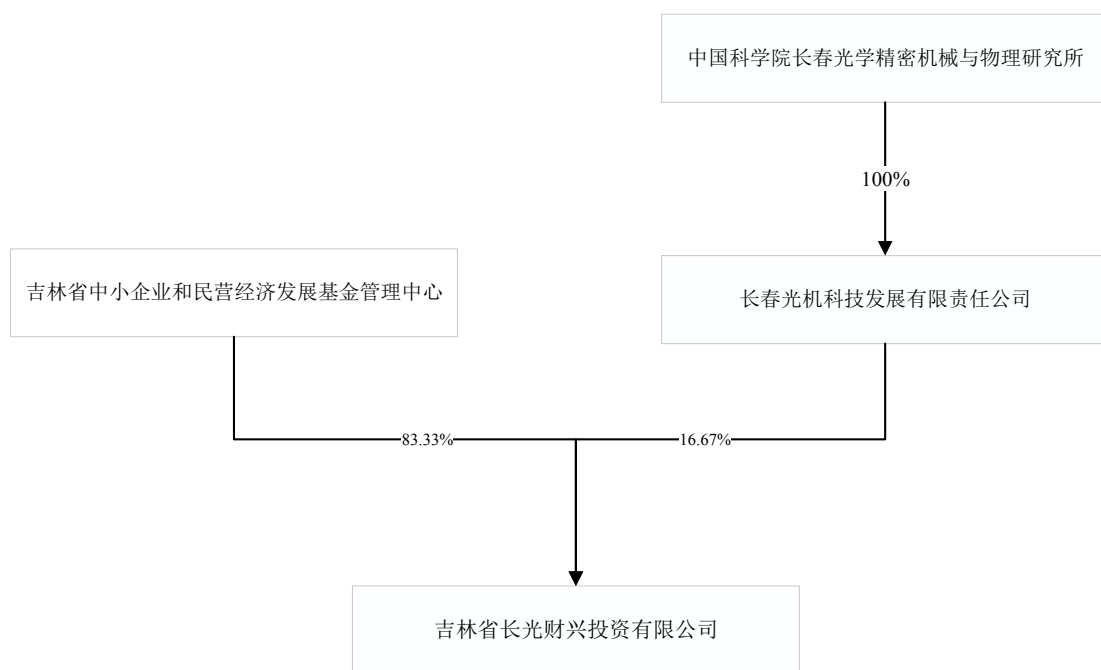 中国科学院长春光学精密机械与物理研究所
100%
吉林省中小企业和民营经济发展基金管理中心
长春光机科技发展有限责任公司
83.33%
16.67%
吉林省长光财兴投资有限公司